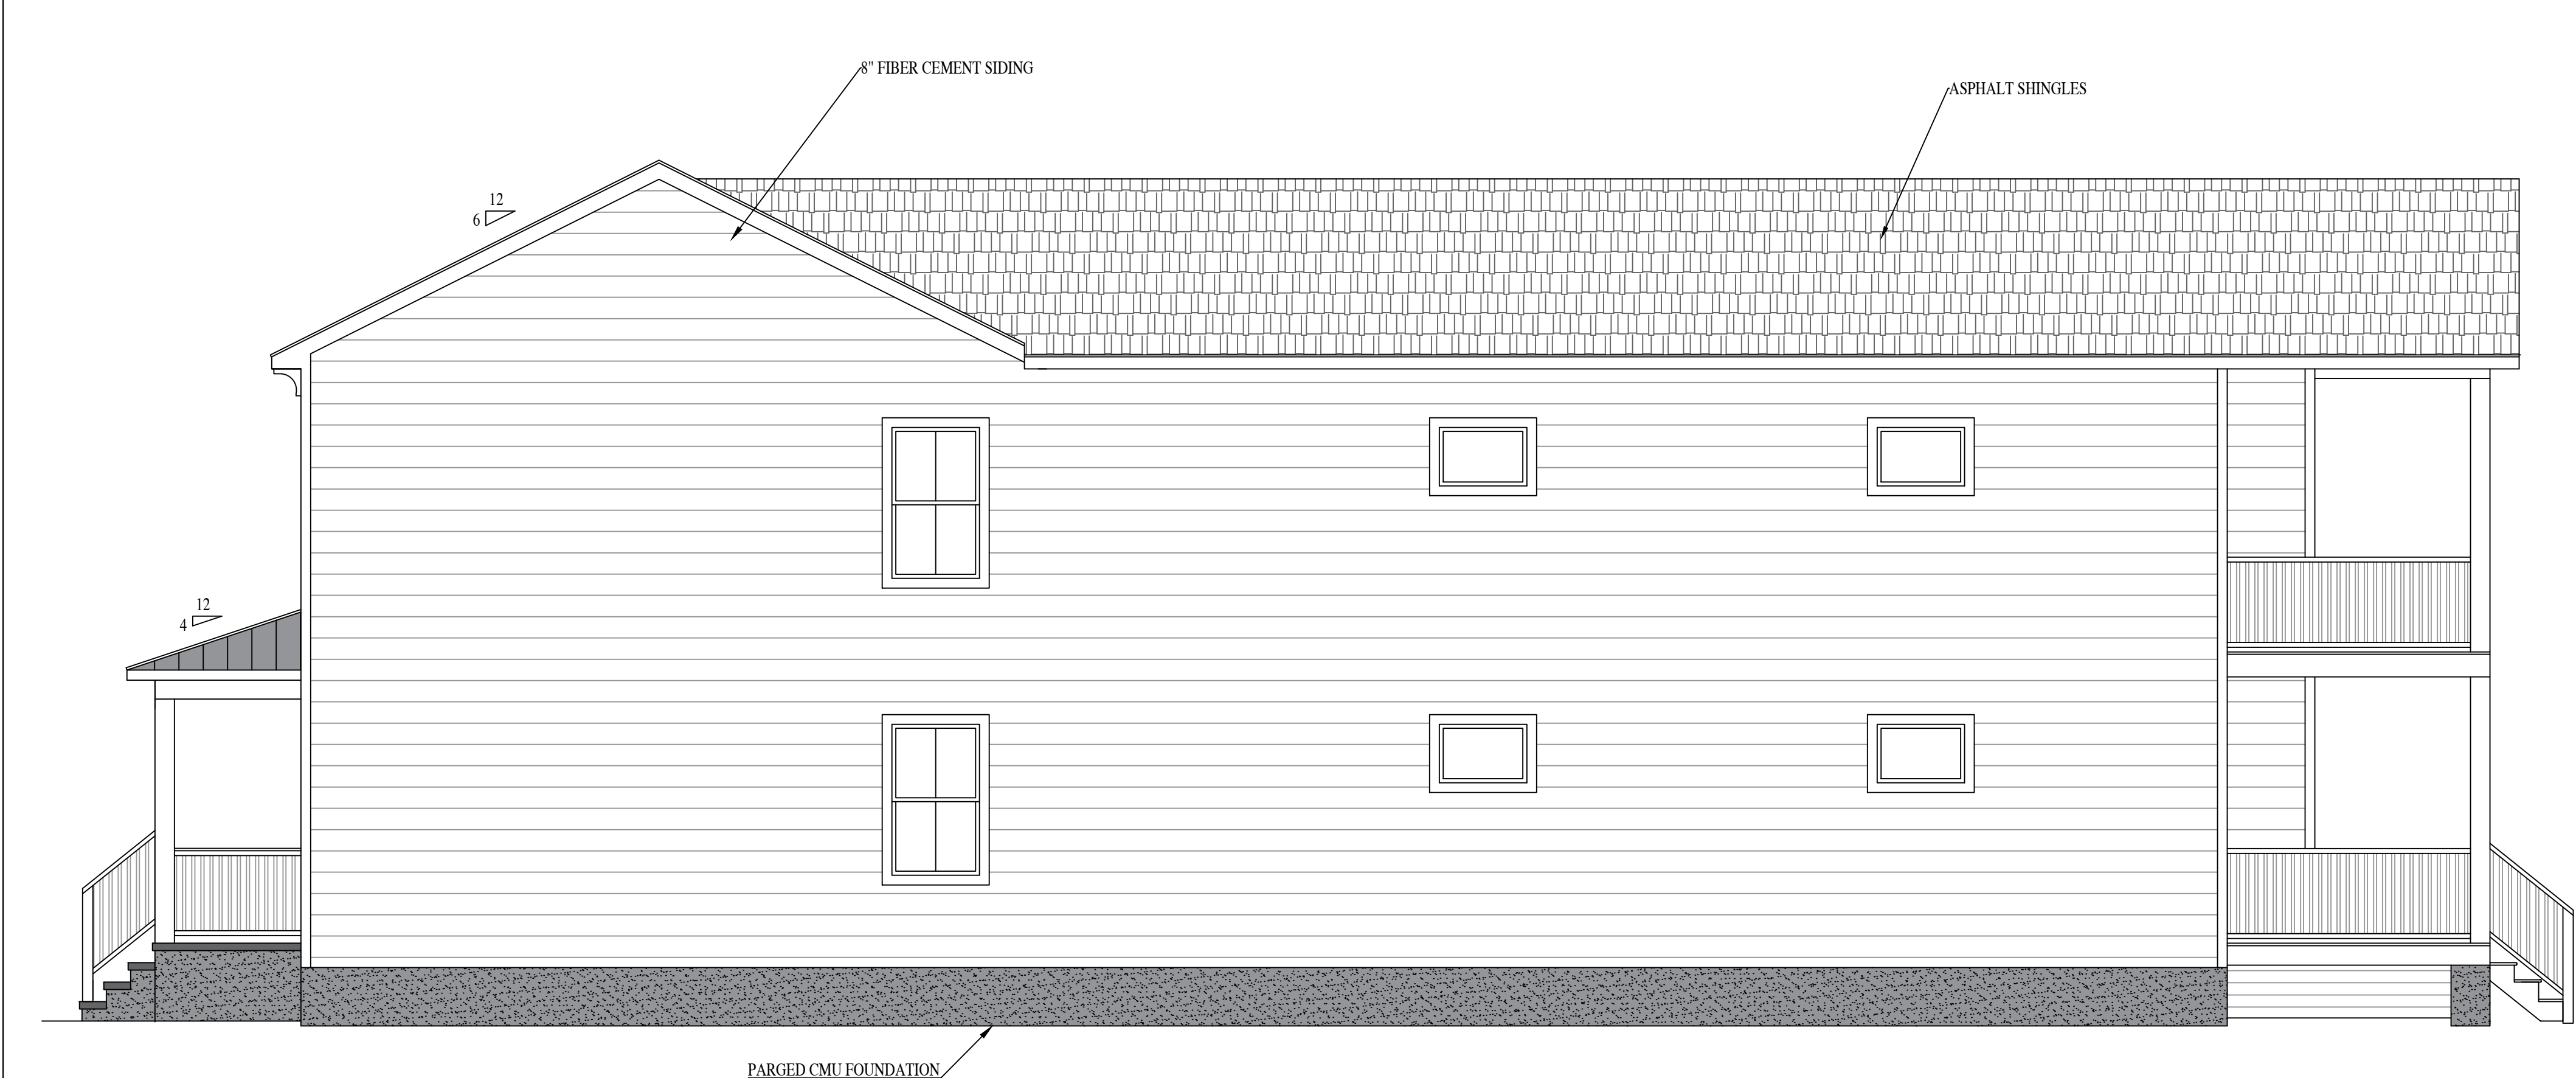 8" FIBER CEMENT SIDING
ASPHALT SHINGLES
12
6
12
4
PARGED CMU FOUNDATION